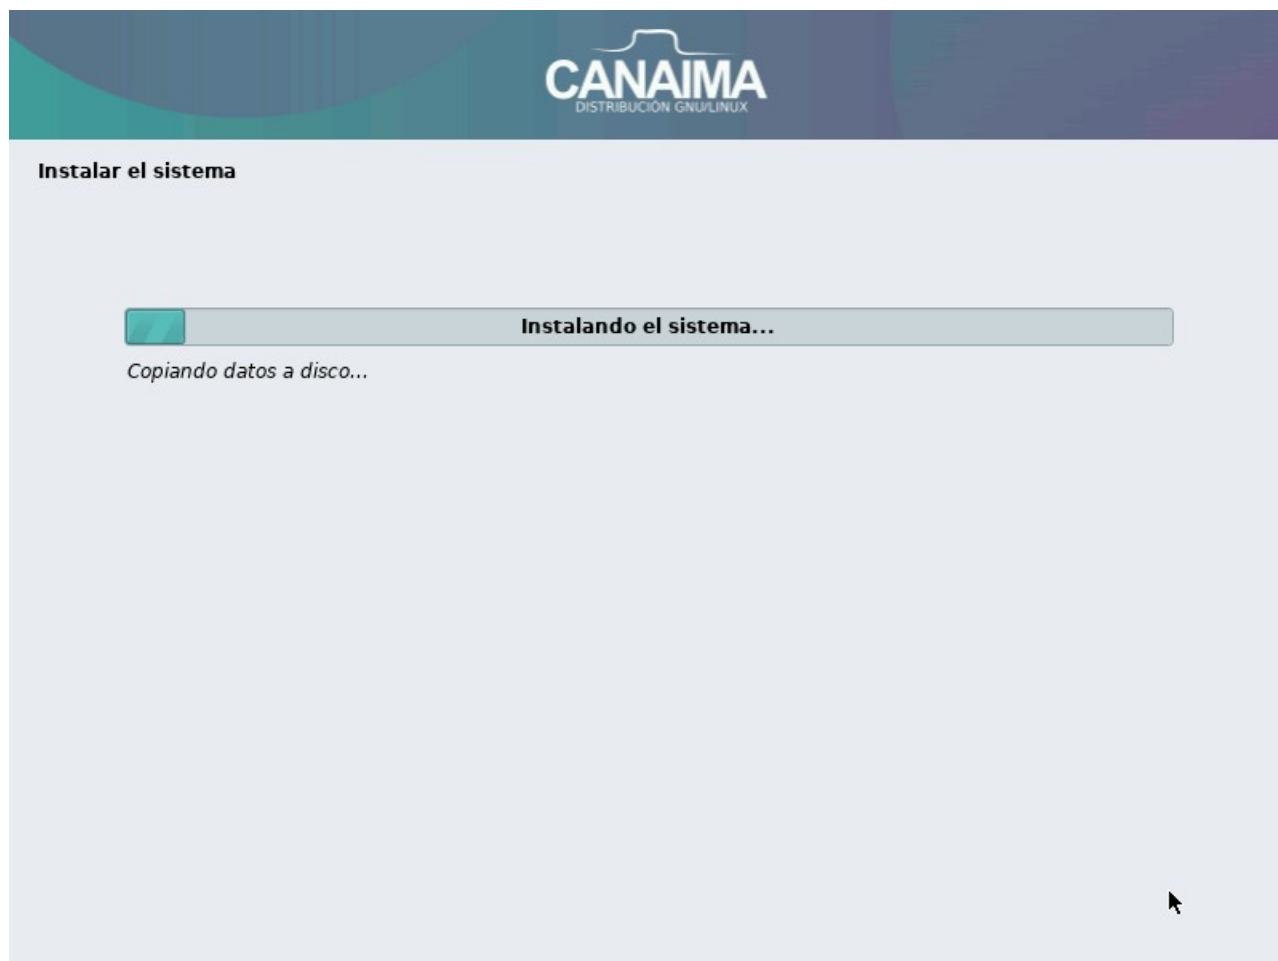 CANAIMA
DISTRIBUCIÓN GNU/LINUX
Instalar el sistema
Instalando el sistema...
Copiando datos a disco...